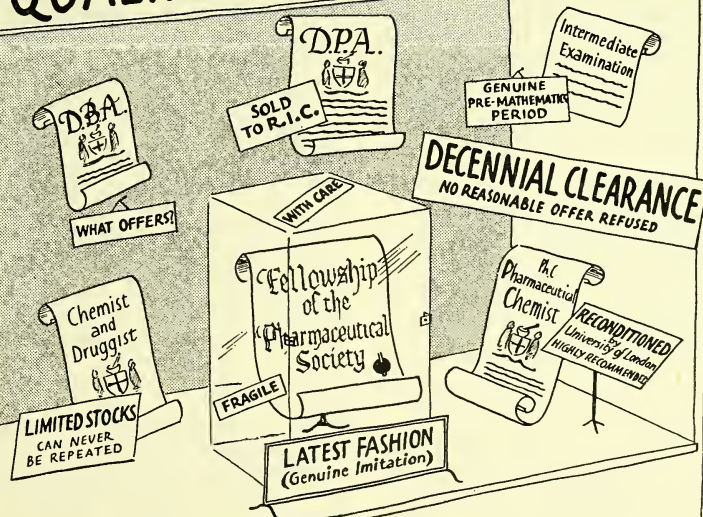 D.P.A.
SOLD
TO R.I.C.
Intermediate
Examination
GENUINE
PRE-MATHEMATICS
PERIOD
D.B.A.
WHAT OFFERS?
DECENNIAL CLEARANCE
NO REASONABLE OFFER REFUSED
WITH CARE
Fellowship
of the
Pharmaceutical
Society
FRAGILE
LATEST FASHION
(Genuine Imitation)
Chemist
and
Druggist
LIMITED STOCKS
CAN NEVER
BE REPEATED
Ph.C
Pharmaceutical
Chemist
RECONDITIONED
by
University of London
HIGHLY RECOMMENDED